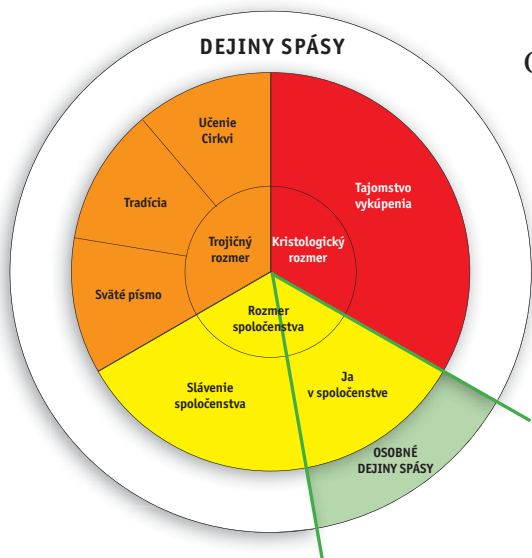 DEJINY SPÁSY
Učenie
Cirkvi
Tradícia
Sväté písmo
Trojičný
rozmer
Kristologický
rozmer
Tajomstvo
vykúpenia
Rozmer
spoločenstva
Slávenie
spoločenstva
Ja
v spoločenstve
OSOBNÉ
DEJINY SPÁSY